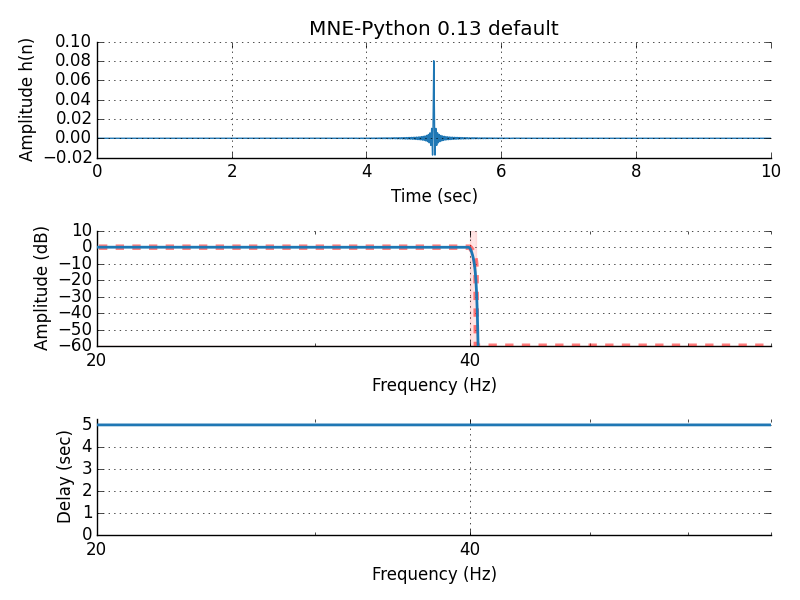 MNE-Python 0.13 default
Amplitude h(n)
0.10
0.08
0.06
0.04
0.02
0.00
−0.02
0 2 4 6 8 10
Time (sec)
Amplitude (dB)
10
0
−10
−20
−30
−40
−50
−60
20 40
Frequency (Hz)
Delay (sec)
5
4
3
2
1
0
20 40
Frequency (Hz)